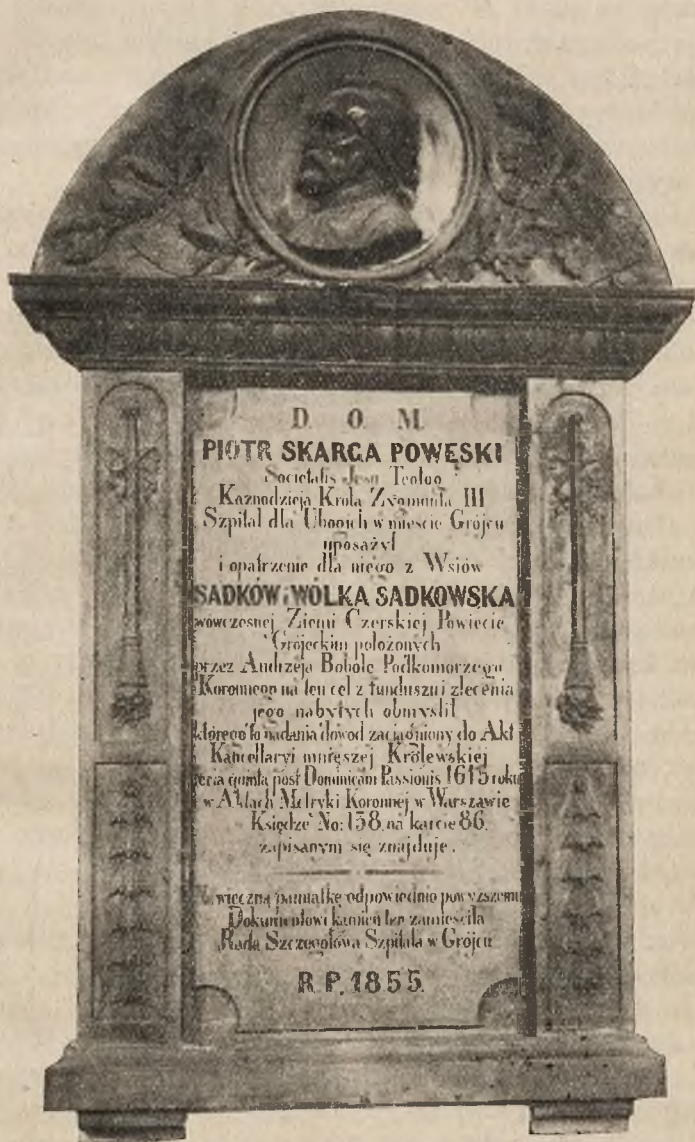 D. O. M.
PIOTR SKARGA POWĘSKI
Societatis Jesu Teolog
Kaznodzieja Króla Zygmunta III
Szpital dla Ubogich w mieście Grójcu
uposażył
i opatrzenie dla niego z Wsiów
SADKÓW i WÓLKA SADKOWSKA
wówczesnej Ziemi Czerskiej Powiecie
Grójeckim położonych
przez Andrzeja Bobolę Podkomorzego
Koronnego na ten cel z funduszu i zlecenia
jego nabytych obmyślił
którego to nadania dowód zaciągniony do Akt
Kancellaryi mniejszej Królewskiej
feria quinta post Dominicam Passionis 1615 roku
w Aktach Metryki Koronnej w Warszawie
Księdze No: 158. na karcie 86.
zapisanym się znajduje.
wieczną pamiątkę odpowiednio powyższemu
Dokumentowi kamień ten zamieściła
Rada Szczegółowa Szpitala w Grójcu
R. P. 1855.